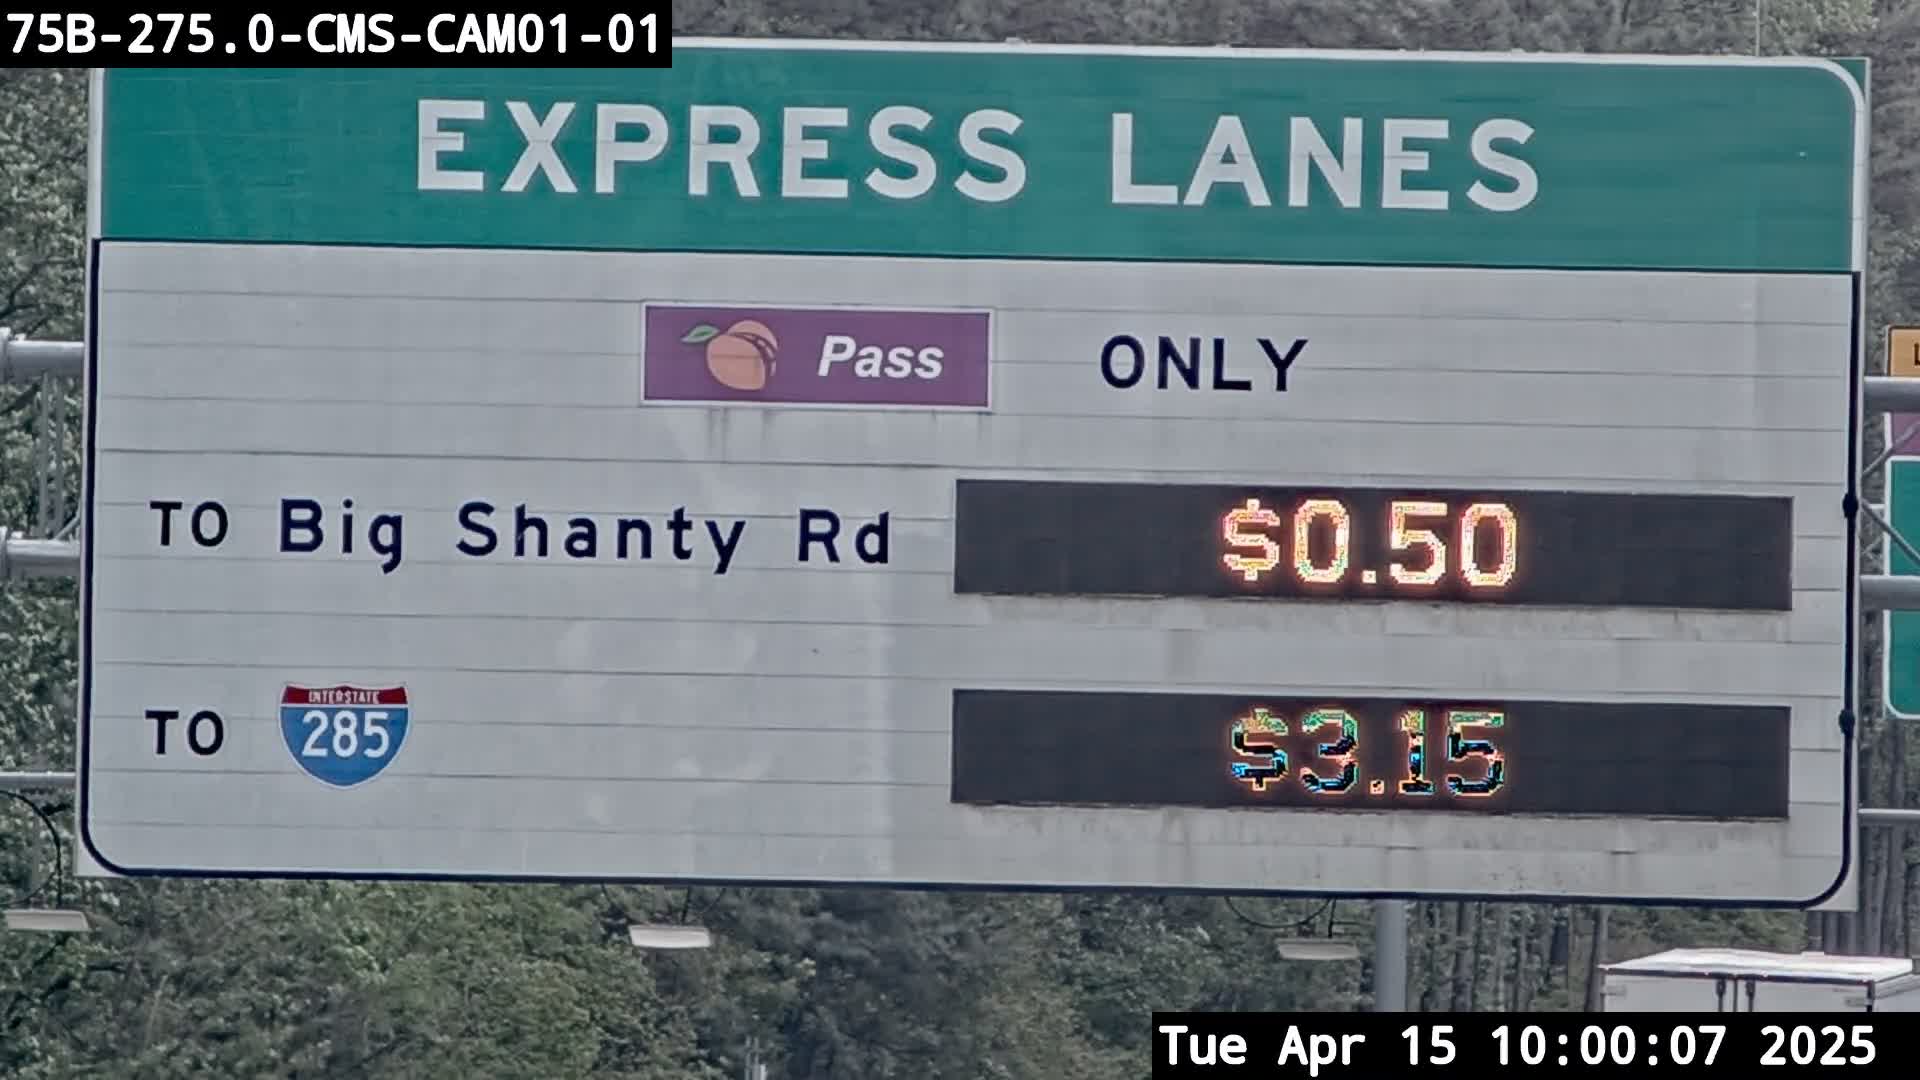 75B-275.0-CMS-CAM01-01
EXPRESS LANES
Pass ONLY
TO Big Shanty Rd $0.50
TO INTERSTATE 285 $3.15
Tue Apr 15 10:00:07 2025